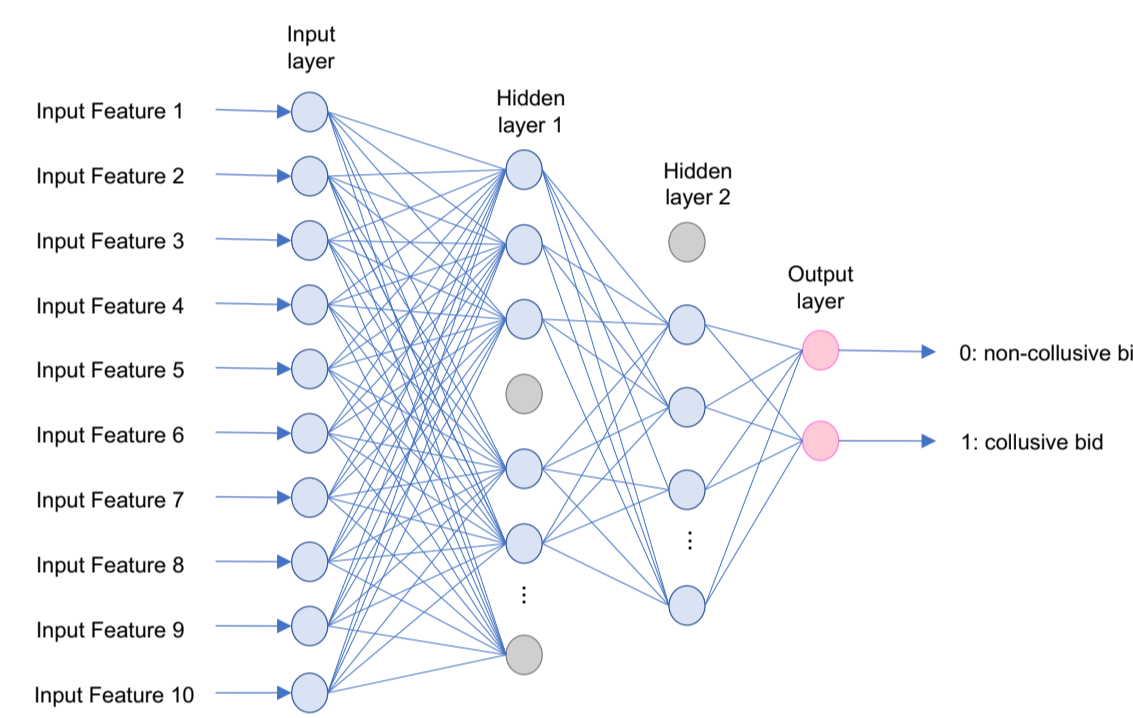 Input
layer
Hidden
layer 1
Hidden
layer 2
Output
layer
Input Feature 1
Input Feature 2
Input Feature 3
Input Feature 4
Input Feature 5
Input Feature 6
Input Feature 7
Input Feature 8
Input Feature 9
Input Feature 10
⋮
⋮
0: non-collusive bi
1: collusive bid